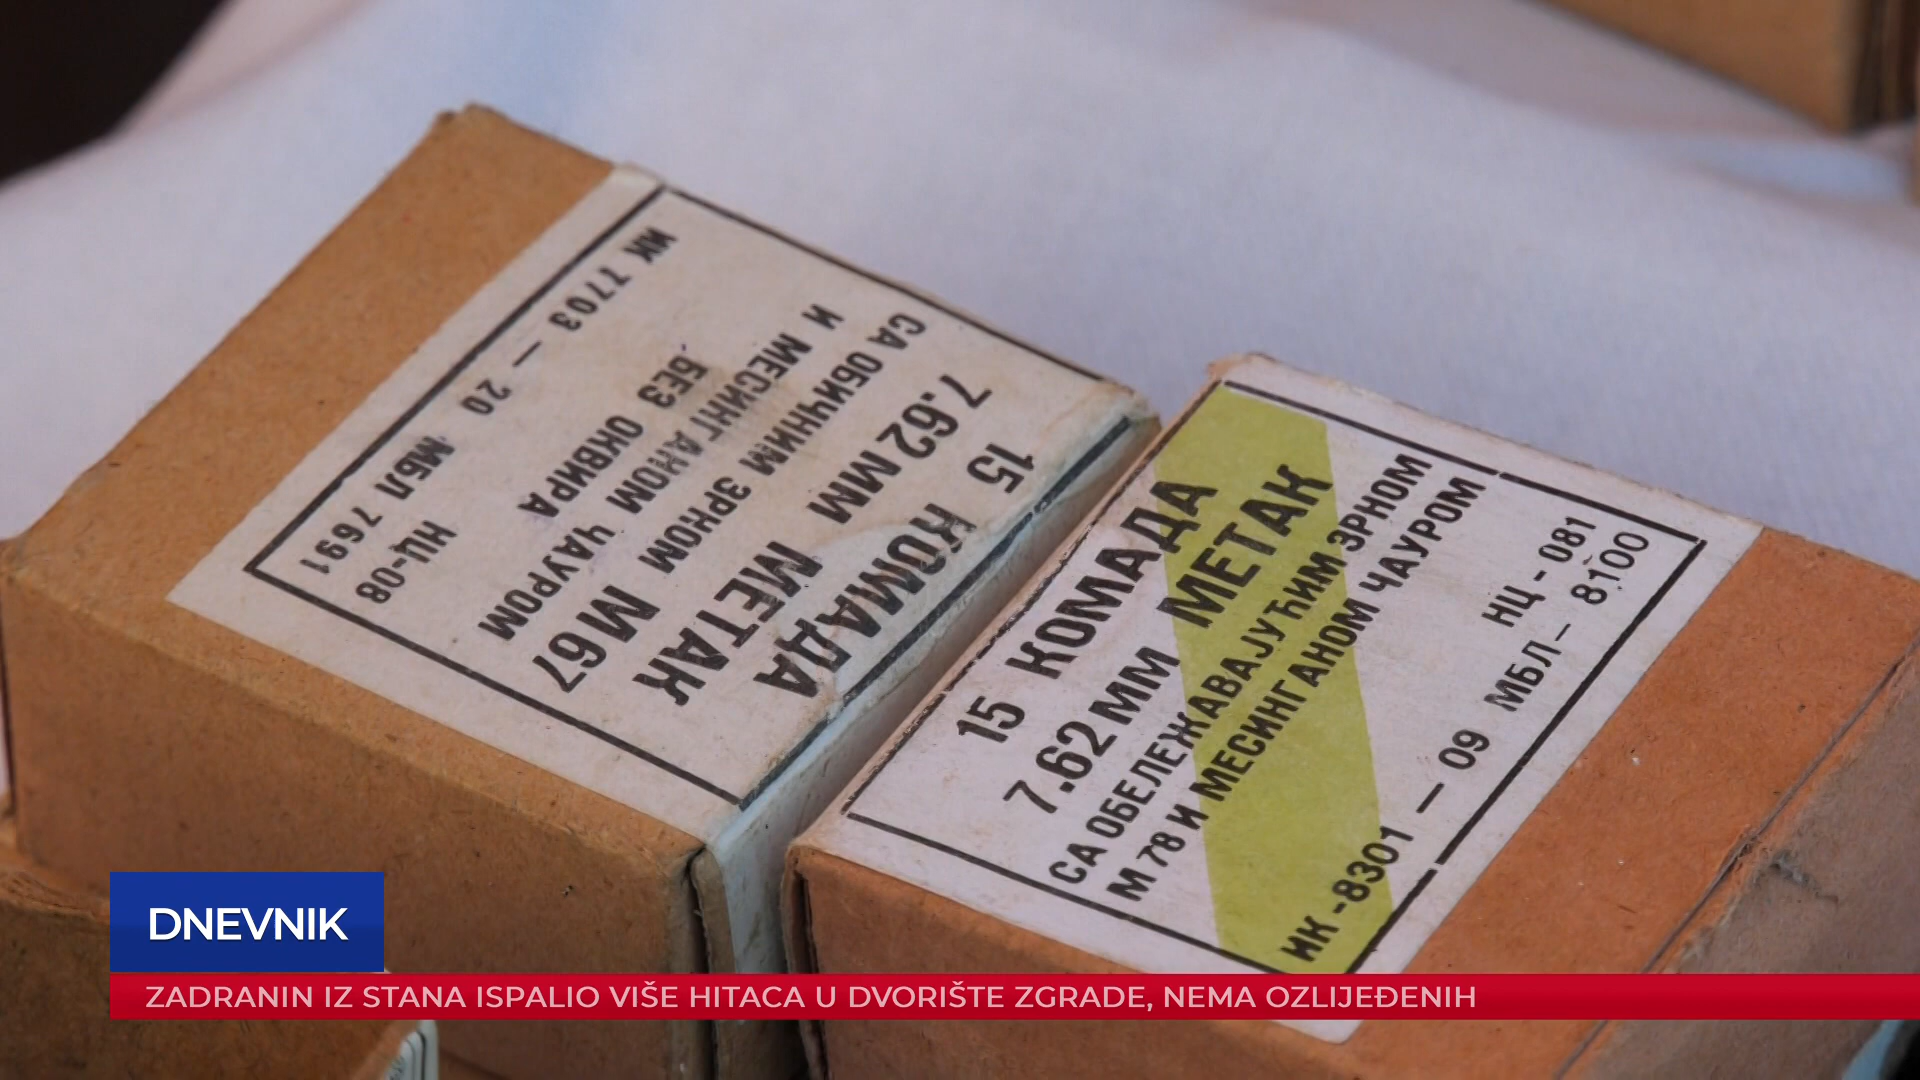 15 КОМАДА
7.62 ММ МЕТАК М67
СА ОБИЧНИМ ЗРНОМ
И МЕСИНГАНОМ ЧАУРОМ
БЕЗ ОКВИРА
НЦ-08
ИК 7703 — 20 МБЛ 7691
15 КОМАДА
7.62 ММ МЕТАК
СА ОБЕЛЕЖАВАЈУЋИМ ЗРНОМ
М 78 И МЕСИНГАНОМ ЧАУРОМ
НЦ - 081
ИК -8301 — 09 МБЛ — 8100
DNEVNIK
ZADRANIN IZ STANA ISPALIO VIŠE HITACA U DVORIŠTE ZGRADE, NEMA OZLIJEĐENIH